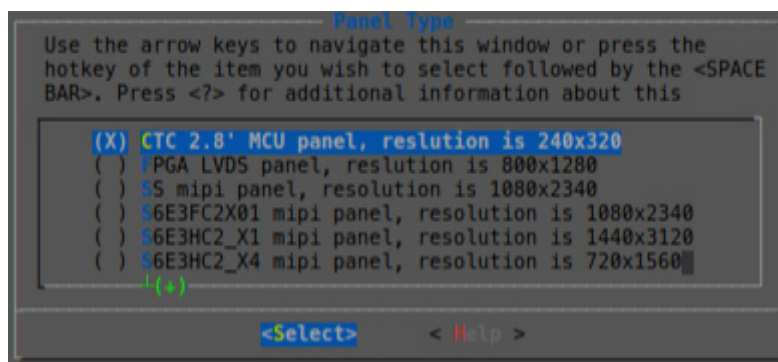 Panel Type
Use the arrow keys to navigate this window or press the
hotkey of the item you wish to select followed by the <SPACE
BAR>. Press <?> for additional information about this
(X) CTC 2.8' MCU panel, reslution is 240x320
( ) FPGA LVDS panel, reslution is 800x1280
( ) SS mipi panel, resolution is 1080x2340
( ) S6E3FC2X01 mipi panel, resolution is 1080x2340
( ) S6E3HC2_X1 mipi panel, resolution is 1440x3120
( ) S6E3HC2_X4 mipi panel, resolution is 720x1560
┴(+)
<Select> < Help >